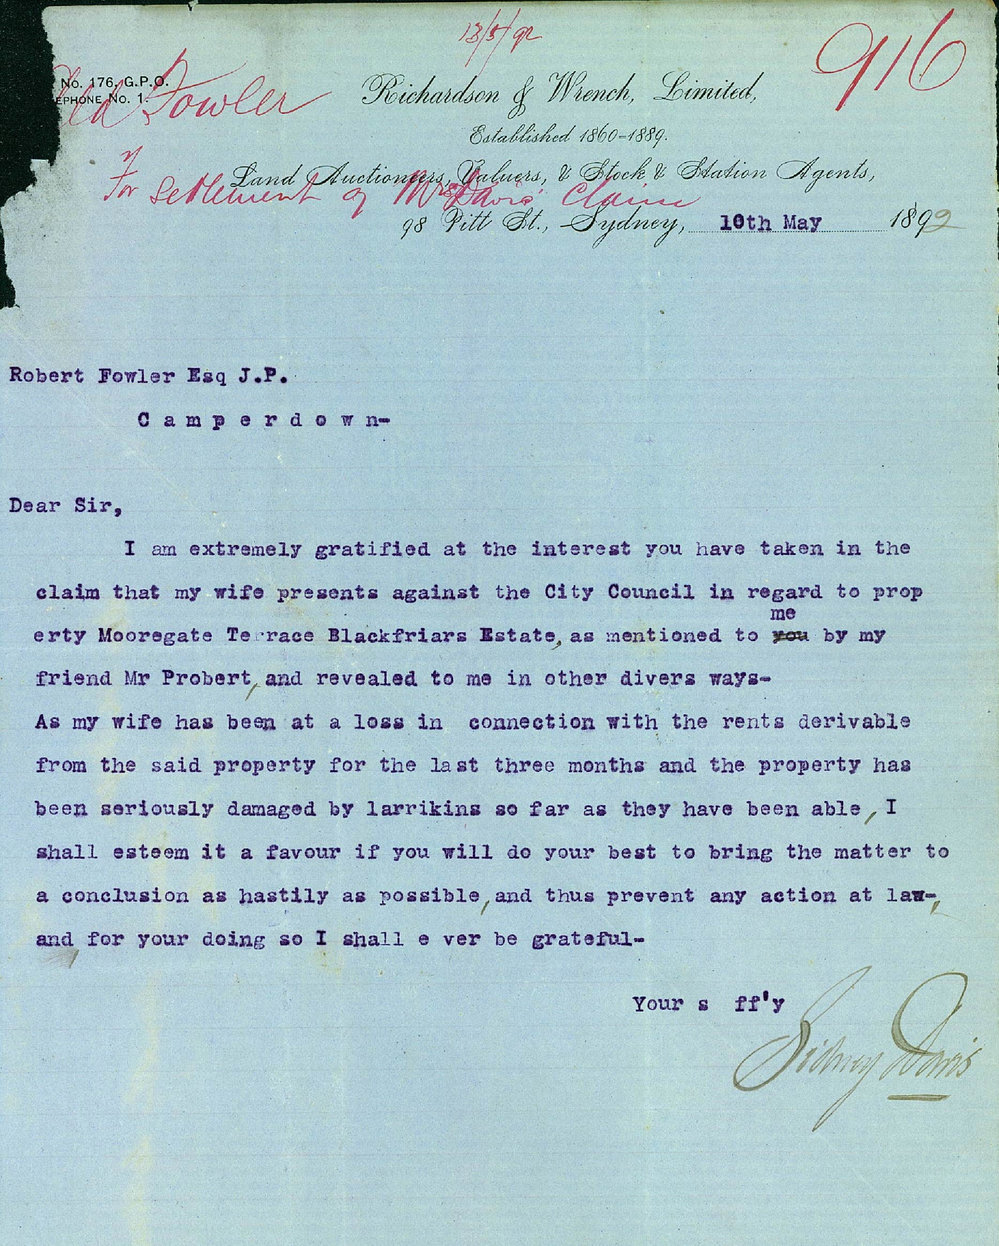 13/5/92
916
No. 176, G.P.O.
EPHONE No. 1.
Ald Fowler
Richardson & Wrench, Limited,
Established 1860-1889.
Land Auctioneers, Valuers, & Stock & Station Agents,
For settlement of Mrs Davis' Claim
98 Pitt St., Sydney, 10th May 1892
Robert Fowler Esq J.P.
C a m p e r d o w n-
Dear Sir,
I am extremely gratified at the interest you have taken in the
claim that my wife presents against the City Council in regard to prop
me
erty Mooregate Terrace Blackfriars Estate, as mentioned to you by my
friend Mr Probert, and revealed to me in other divers ways-
As my wife has been at a loss in connection with the rents derivable
from the said property for the last three months and the property has
been seriously damaged by larrikins so far as they have been able, I
shall esteem it a favour if you will do your best to bring the matter to
a conclusion as hastily as possible, and thus prevent any action at law-,
and for your doing so I shall e ver be grateful-
Your s ff'y
Sidney Davis